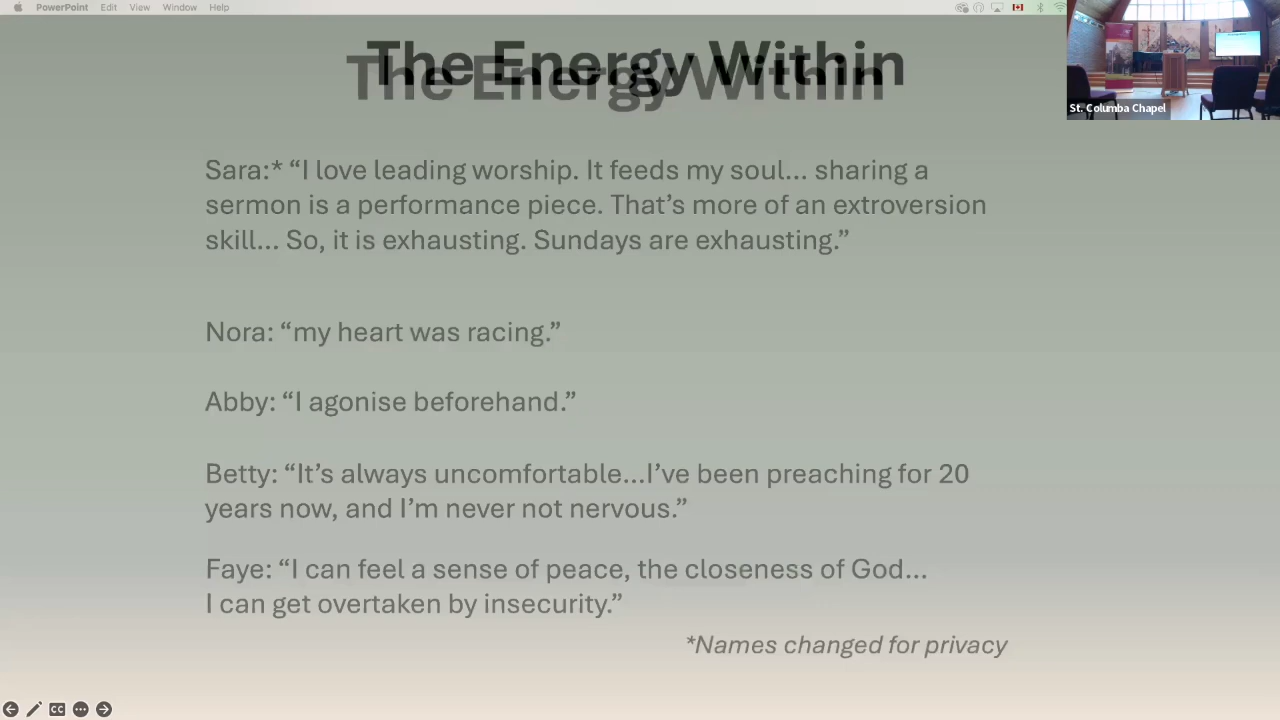 PowerPoint Edit View Window Help
The Energy Within
The Energy Within
St. Columba Chapel
Sara:* “I love leading worship. It feeds my soul... sharing a
sermon is a performance piece. That’s more of an extroversion
skill... So, it is exhausting. Sundays are exhausting.”
Nora: “my heart was racing.”
Abby: “I agonise beforehand.”
Betty: “It’s always uncomfortable...I’ve been preaching for 20
years now, and I’m never not nervous.”
Faye: “I can feel a sense of peace, the closeness of God...
I can get overtaken by insecurity.”
*Names changed for privacy
CC